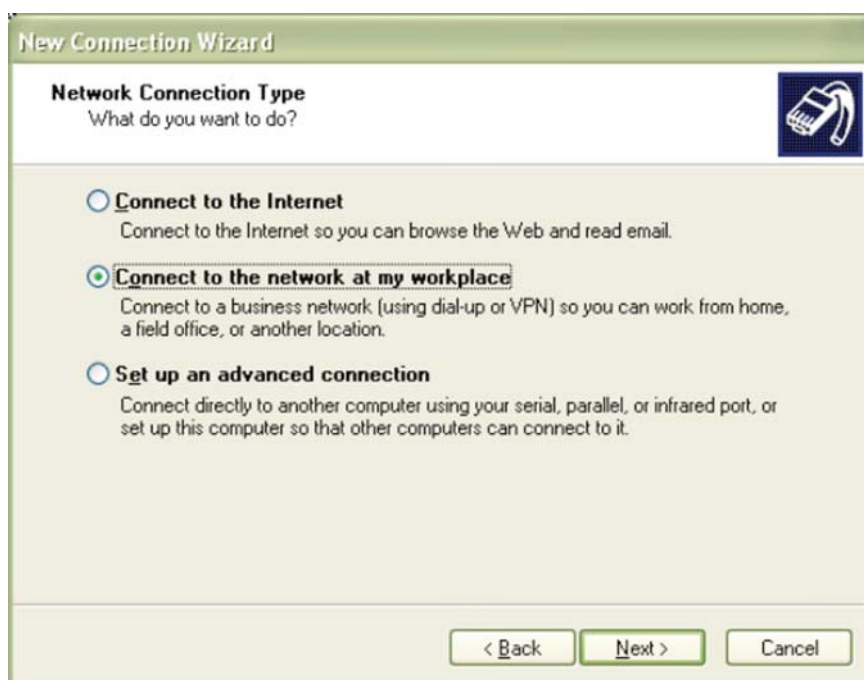 New Connection Wizard
Network Connection Type
What do you want to do?
Connect to the Internet
Connect to the Internet so you can browse the Web and read email.
Connect to the network at my workplace
Connect to a business network (using dial-up or VPN) so you can work from home,
a field office, or another location.
Set up an advanced connection
Connect directly to another computer using your serial, parallel, or infrared port, or
set up this computer so that other computers can connect to it.
< Back Next > Cancel